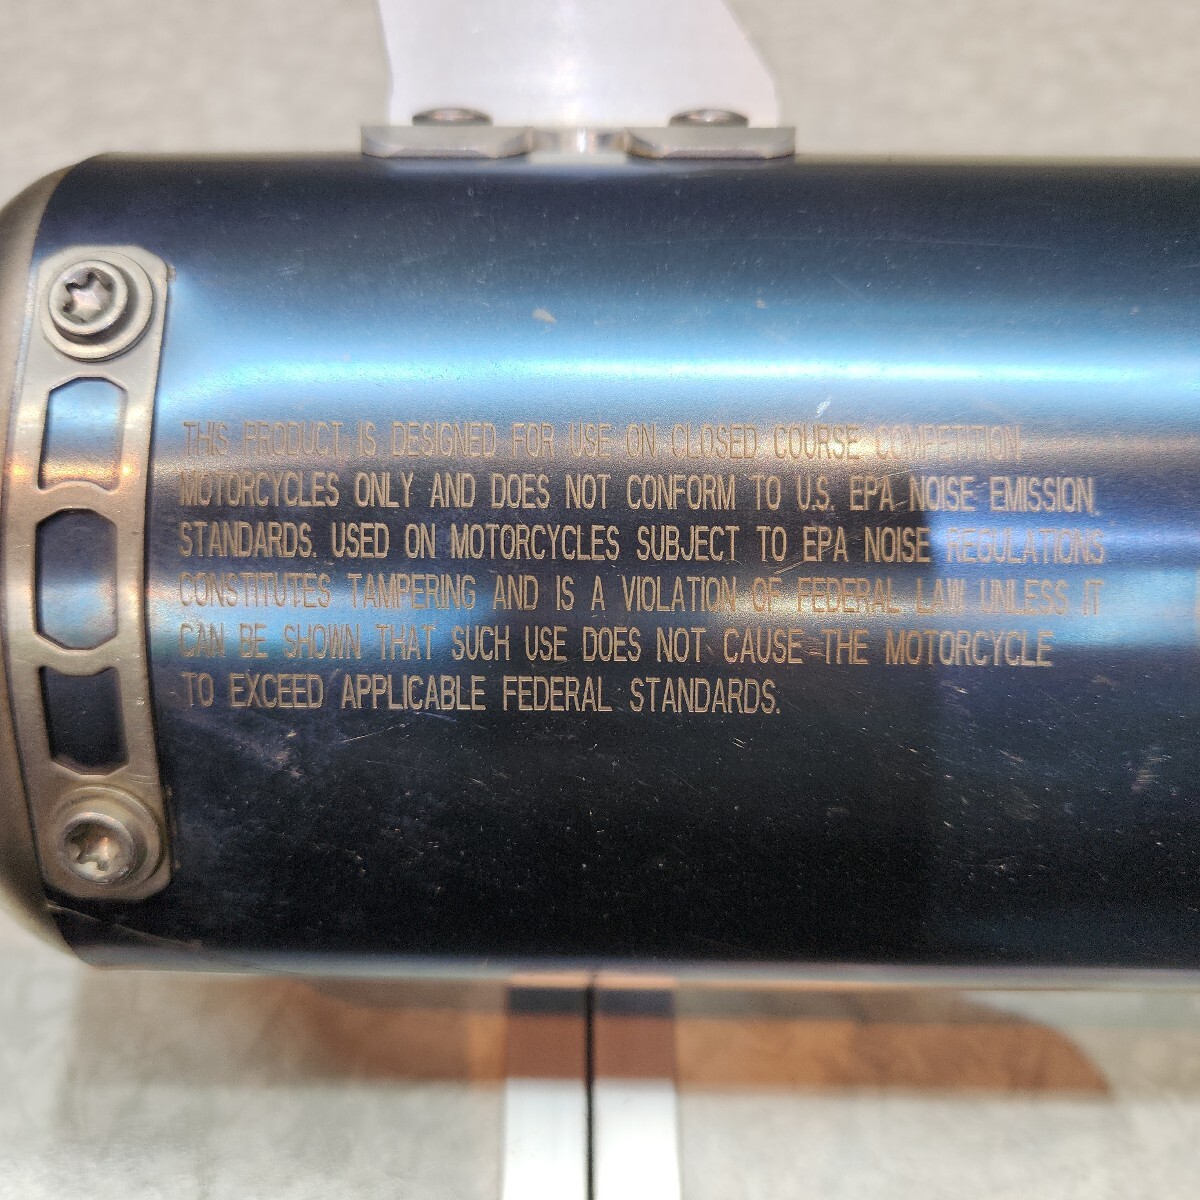 THIS PRODUCT IS DESIGNED FOR USE ON CLOSED COURSE COMPETITION
MOTORCYCLES ONLY AND DOES NOT CONFORM TO U.S. EPA NOISE EMISSION.
STANDARDS. USED ON MOTORCYCLES SUBJECT TO EPA NOISE REGULATIONS
CONSTITUTES TAMPERING AND IS A VIOLATION OF FEDERAL LAW UNLESS IT
CAN BE SHOWN THAT SUCH USE DOES NOT CAUSE THE MOTORCYCLE
TO EXCEED APPLICABLE FEDERAL STANDARDS.